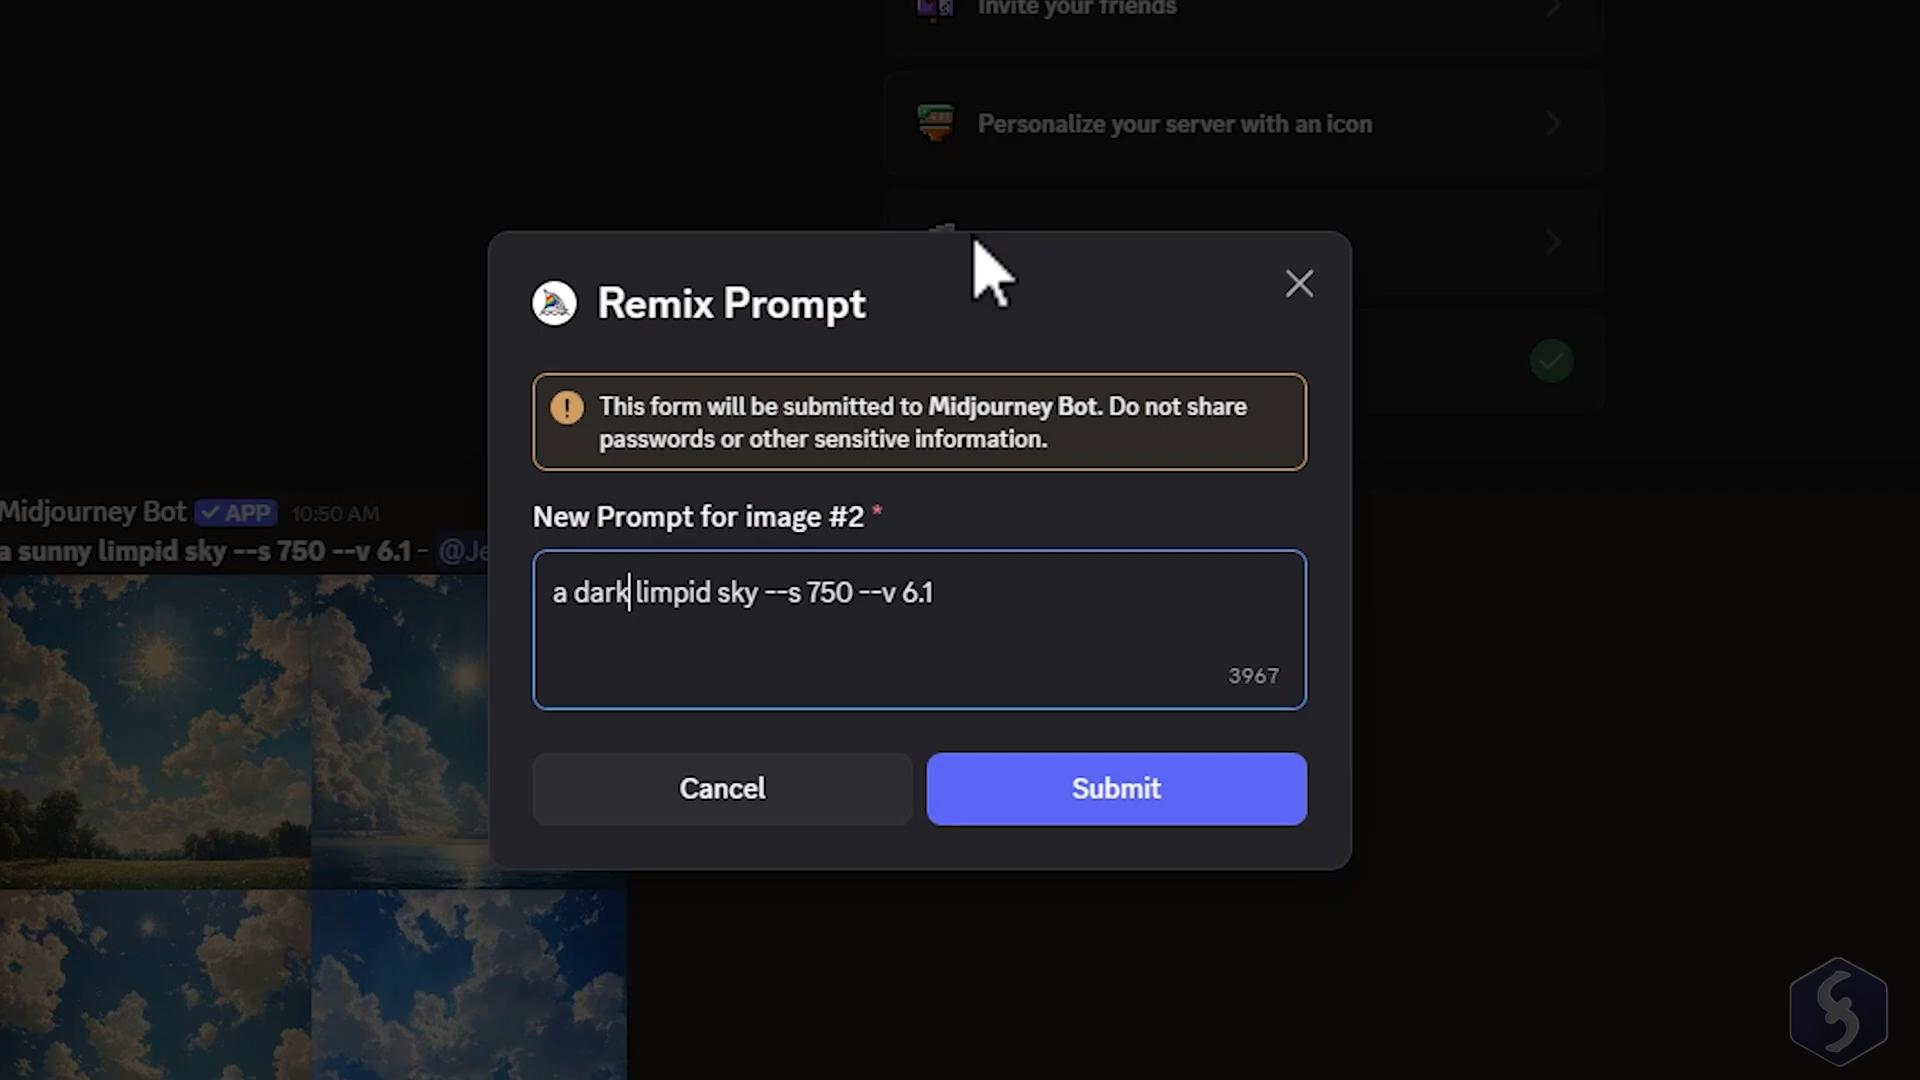 Invite your friends
Personalize your server with an icon
Remix Prompt
This form will be submitted to Midjourney Bot. Do not share
passwords or other sensitive information.
Midjourney Bot ✓ APP 10:50 AM
a sunny limpid sky --s 750 --v 6.1 - @Je
New Prompt for image #2 *
a dark limpid sky --s 750 --v 6.1
3967
Cancel
Submit